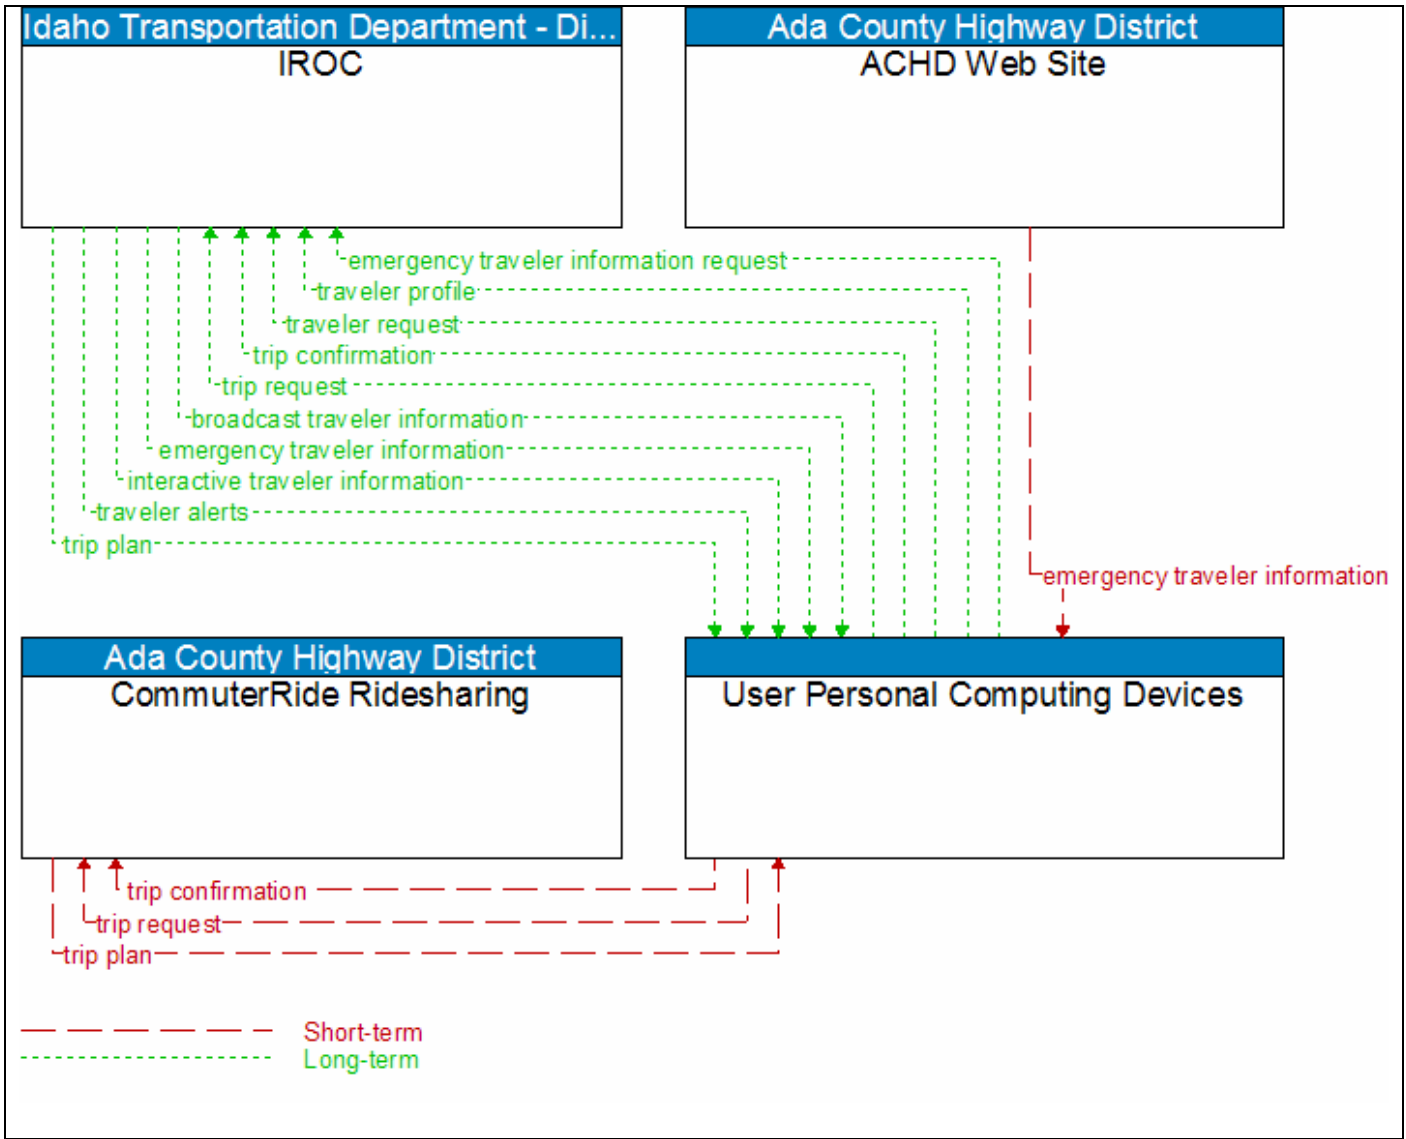 Idaho Transportation Department - Di...
IROC
Ada County Highway District
ACHD Web Site
emergency traveler information request
traveler profile
traveler request
trip confirmation
trip request
broadcast traveler information
emergency traveler information
interactive traveler information
traveler alerts
trip plan
emergency traveler information
Ada County Highway District
CommuterRide Ridesharing
User Personal Computing Devices
trip confirmation
trip request
trip plan
Short-term
Long-term